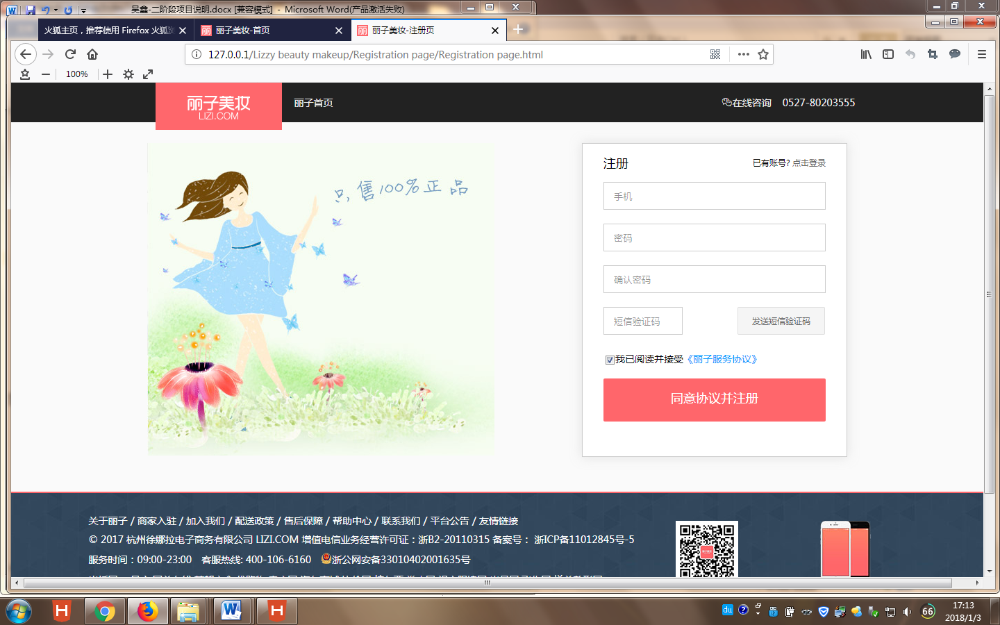 吴鑫-二阶段项目说明.docx [兼容模式] - Microsoft Word(产品激活失败)
火狐主页，推荐使用 Firefox 火狐
丽子美妆-首页
丽子美妆-注册页
127.0.0.1/Lizzy beauty makeup/Registration page/Registration page.html
100%
丽子美妆
LIZI.COM
丽子首页
在线咨询 0527-80203555
只售100%正品
注册
已有账号? 点击登录
手机
密码
确认密码
短信验证码
发送短信验证码
我已阅读并接受《丽子服务协议》
同意协议并注册
关于丽子 / 商家入驻 / 加入我们 / 配送政策 / 售后保障 / 帮助中心 / 联系我们 / 平台公告 / 友情链接
© 2017 杭州徐娜拉电子商务有限公司 LIZI.COM 增值电信业务经营许可证：浙B2-20110315 备案号： 浙ICP备11012845号-5
服务时间：09:00-23:00 客服热线: 400-106-6160 浙公网安备33010402001635号
du
66
17:13
2018/1/3